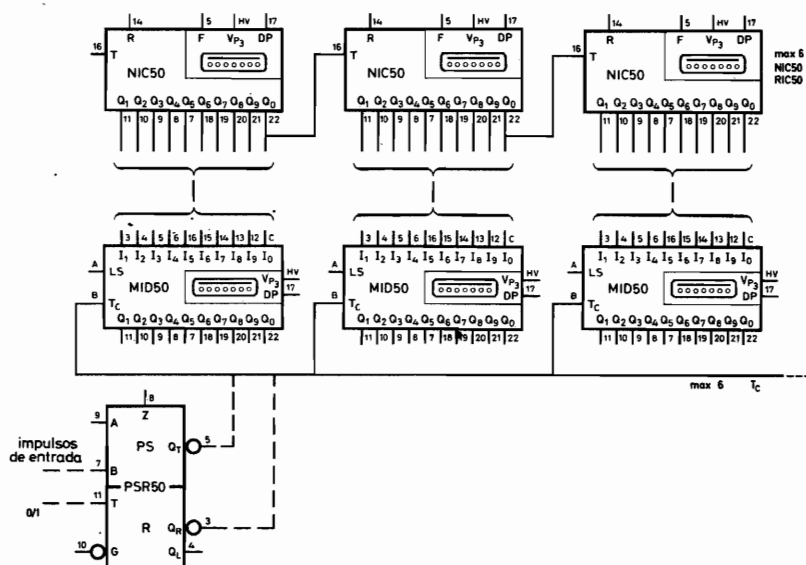 14 5 HV 17 14 5 HV 17 14 5 HV 17
R F VP3 DP R F VP3 DP R F VP3 DP
16 T 16 T 16 T max 6
NIC50 NIC50 NIC50 NIC50
RIC50
Q1 Q2 Q3 Q4 Q5 Q6 Q7 Q8 Q9 Q0 Q1 Q2 Q3 Q4 Q5 Q6 Q7 Q8 Q9 Q0 Q1 Q2 Q3 Q4 Q5 Q6 Q7 Q8 Q9 Q0
11 10 9 8 7 18 19 20 21 22 11 10 9 8 7 18 19 20 21 22 11 10 9 8 7 18 19 20 21 22
3 4 5 6 16 15 14 13 12 C 3 4 5 6 16 15 14 13 12 C 3 4 5 6 16 15 14 13 12 C
I1 I2 I3 I4 I5 I6 I7 I8 I9 I0 I1 I2 I3 I4 I5 I6 I7 I8 I9 I0 I1 I2 I3 I4 I5 I6 I7 I8 I9 I0
A LS VP3 HV A LS VP3 HV A LS VP3 HV
MID50 DP 17 MID50 DP 17 MID50 DP 17
B TC B TC B TC
Q1 Q2 Q3 Q4 Q5 Q6 Q7 Q8 Q9 Q0 Q1 Q2 Q3 Q4 Q5 Q6 Q7 Q8 Q9 Q0 Q1 Q2 Q3 Q4 Q5 Q6 Q7 Q8 Q9 Q0
11 10 9 8 7 18 19 20 21 22 11 10 9 8 7 18 19 20 21 22 11 10 9 8 7 18 19 20 21 22
max 6 TC
8
Z
9 A
PS QT 5
impulsos
de entrada
7 B
PSR50
11 T
0/1
R QR 3
10 G QL 4